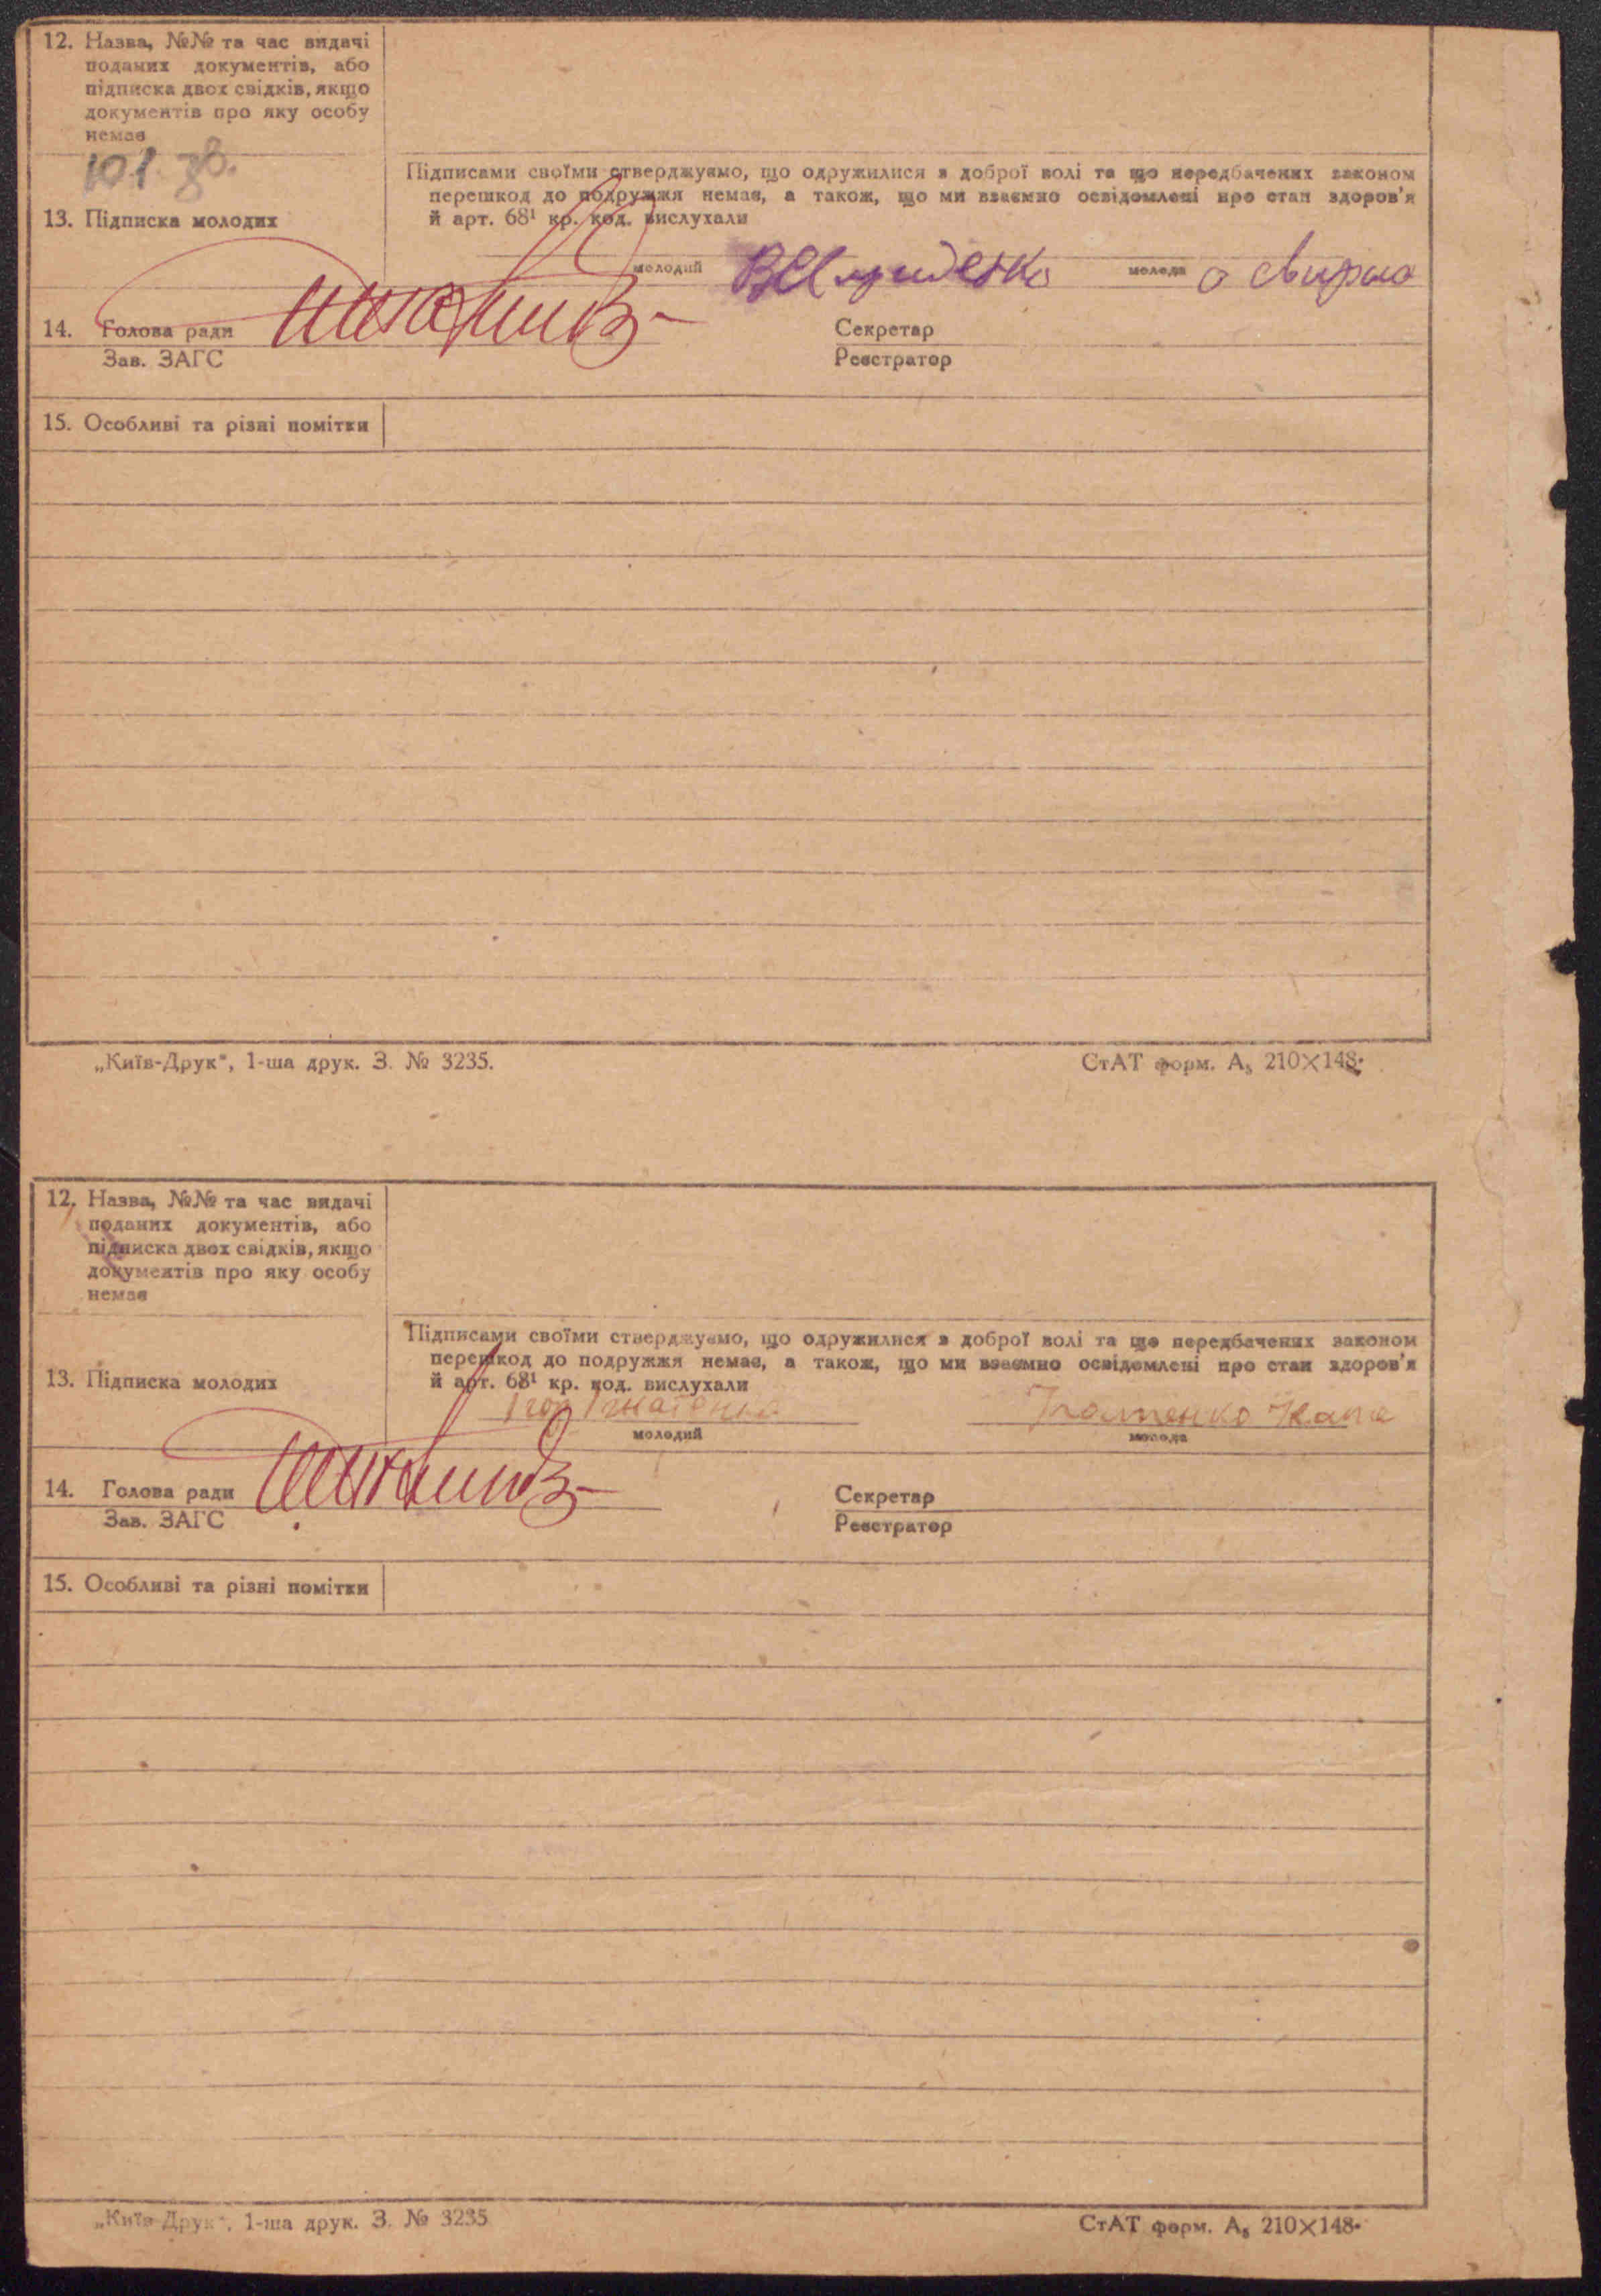 12. Назва, №№ та час видачі
поданих документів, або
підписка двох свідків, якщо
документів про яку особу
немає
Підписами своїми стверджуємо, що одружилися з доброї волі та що передбачених законом
перешкод до подружжя немає, а також, що ми взаємно освідомлені про стан здоров'я
й арт. 68¹ кр. код. вислухали
13. Підписка молодих
молодий
молода
14. Голова ради
Зав. ЗАГС
Секретар
Реєстратор
15. Особливі та різні помітки
„Київ-Друк“, 1-ша друк. З. № 3235.
СтАТ форм. А₅ 210×148.
12. Назва, №№ та час видачі
поданих документів, або
підписка двох свідків, якщо
документів про яку особу
немає
Підписами своїми стверджуємо, що одружилися з доброї волі та що передбачених законом
перешкод до подружжя немає, а також, що ми взаємно освідомлені про стан здоров'я
й арт. 68¹ кр. код. вислухали
13. Підписка молодих
Ігор Ігнатенко
молодий
молода
14. Голова ради
Зав. ЗАГС
Секретар
Реєстратор
15. Особливі та різні помітки
„Київ-Друк“, 1-ша друк. З. № 3235
СтАТ форм. А₅ 210×148.